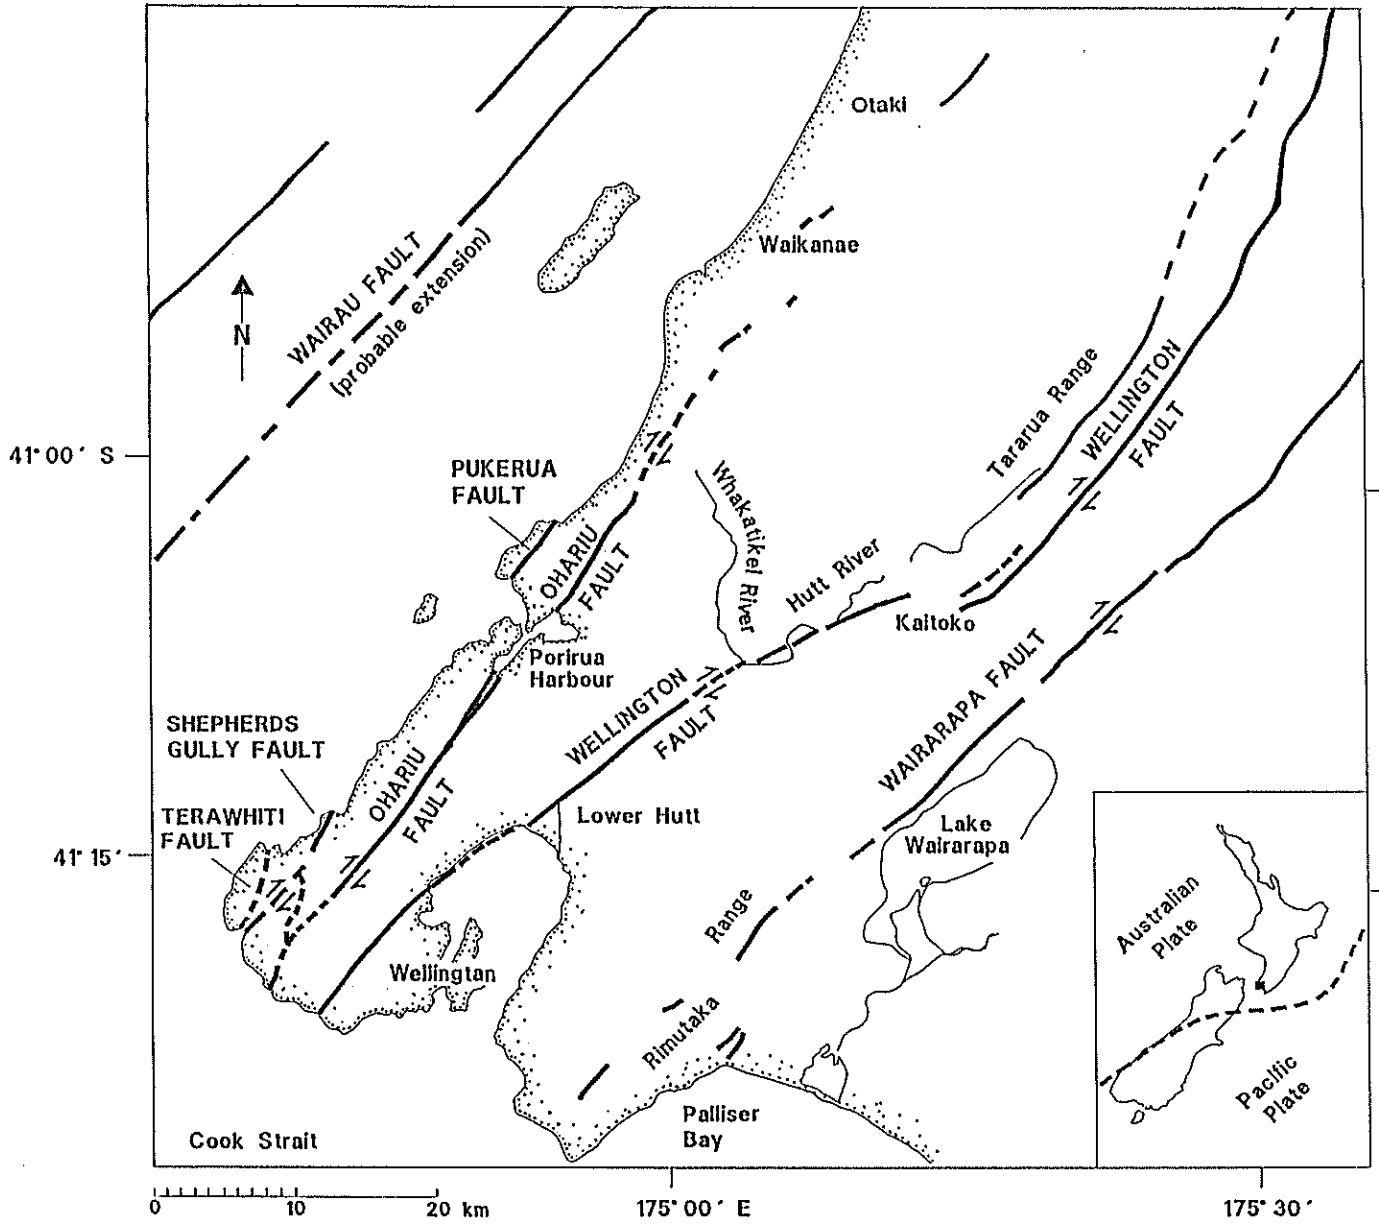 Otaki
Waikanae
WAIRAU FAULT
(probable extension)
N
41° 00´ S
PUKERUA
FAULT
OHARIU
FAULT
Whakatikel River
Hutt River
Tararua Range
WELLINGTON
FAULT
Kaitoko
Porirua
Harbour
WELLINGTON
FAULT
WAIRARAPA FAULT
SHEPHERDS
GULLY FAULT
OHARIU
FAULT
TERAWHITI
FAULT
Lower Hutt
Lake
Wairarapa
41° 15´
Wellingtan
Rimutaka Range
Palliser
Bay
Cook Strait
Australian
Plate
Pacific
Plate
0 10 20 km
175° 00´ E
175° 30´